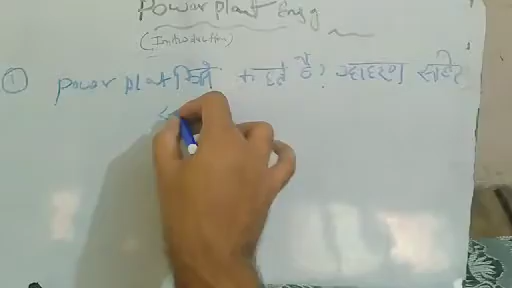 Power plant Engg
(Introduction)
① Power plant किसे कहते है? उदाहरण सहित